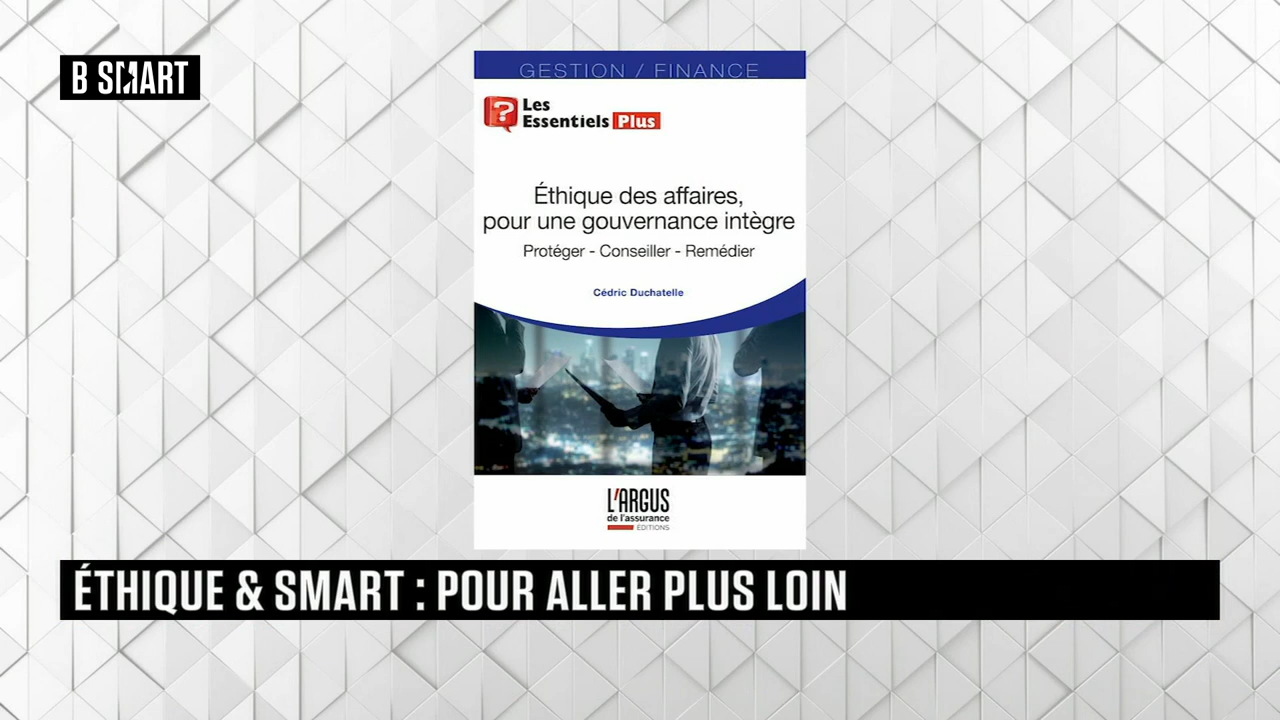 B SMART
GESTION / FINANCE
?
Les
Essentiels Plus
Éthique des affaires,
pour une gouvernance intègre
Protéger - Conseiller - Remédier
Cédric Duchatelle
L'ARGUS
de l'assurance
ÉDITIONS
ÉTHIQUE & SMART : POUR ALLER PLUS LOIN